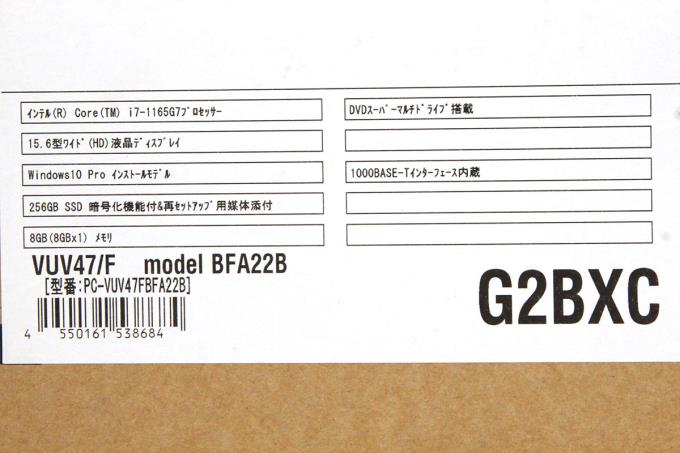 ｲﾝﾃﾙ(R) Core(TM) i7-1165G7ﾌﾟﾛｾｯｻｰ
15.6型ﾜｲﾄﾞ(HD)液晶ﾃﾞｨｽﾌﾟﾚｲ
Windows10 Pro ｲﾝｽﾄｰﾙﾓﾃﾞﾙ
256GB SSD 暗号化機能付&再ｾｯﾄｱｯﾌﾟ用媒体添付
8GB(8GBx1) ﾒﾓﾘ
DVDｽｰﾊﾟｰﾏﾙﾁﾄﾞﾗｲﾌﾞ搭載
1000BASE-Tｲﾝﾀｰﾌｪｰｽ内蔵
VUV47/F model BFA22B
[型番:PC-VUV47FBFA22B]
4 550161 538684
G2BXC